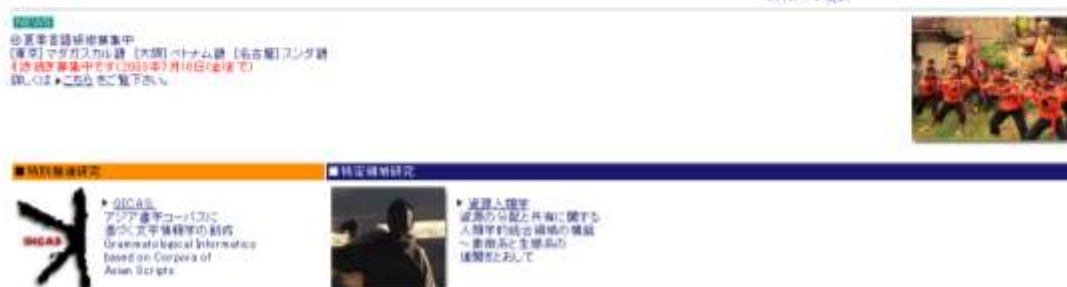 NEWS
◎夏季言語研修募集中
[東京]マダガスカル語 [大阪]ベトナム語 [名古屋]スンダ語
引き続き募集中です(2003年7月16日(金)まで)
詳しくは▶こちらをご覧下さい。
■特別推進研究
■特定領域研究
GICAS
▶GICAS
アジア書字コーパスに
基づく文字情報学の創成
Grammatological Informatics
based on Corpora of
Asian Scripts
▶資源人類学
資源の分配と共有に関する
人類学的統合領域の構築
~象徴系と生態系の
連関をとおして